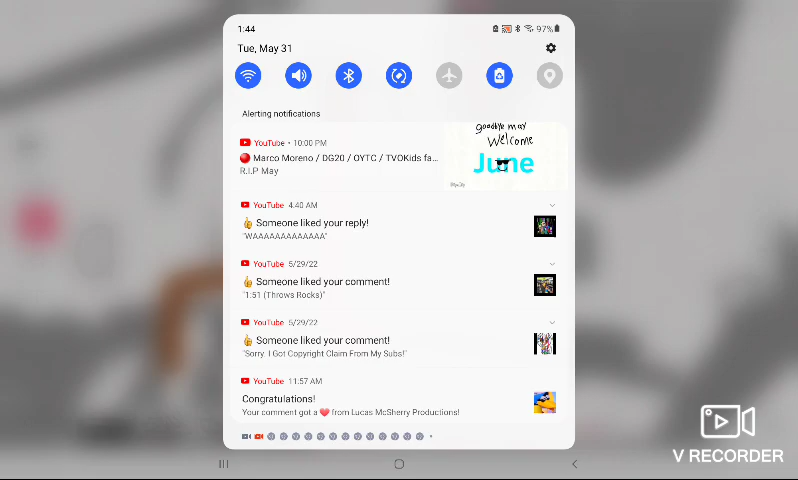 1:44
97%
Tue, May 31
Alerting notifications
YouTube • 10:00 PM
🔴 Marco Moreno / DG20 / OYTC / TVOKids fa...
R.I.P May
goodbye may
Welcome
June
YouTube 4:40 AM
👍 Someone liked your reply!
"WAAAAAAAAAAAAA"
YouTube 5/29/22
👍 Someone liked your comment!
"1:51 (Throws Rocks)"
YouTube 5/29/22
👍 Someone liked your comment!
"Sorry. I Got Copyright Claim From My Subs!"
YouTube 11:57 AM
Congratulations!
Your comment got a ❤️ from Lucas McSherry Productions!
V RECORDER